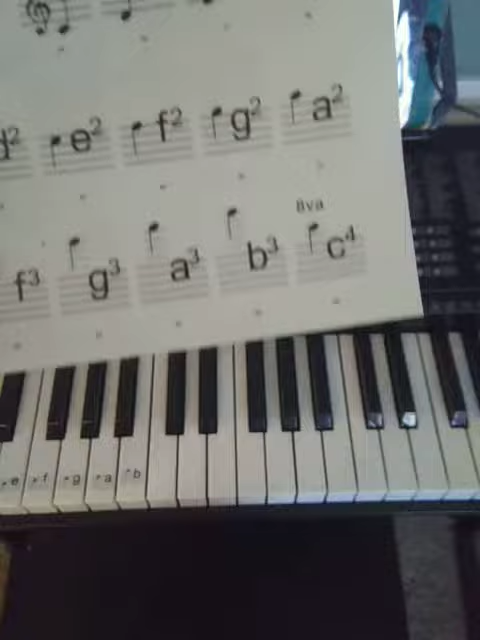 d² e² f² g² a²
8va
f³ g³ a³ b³ c⁴
e f g a b